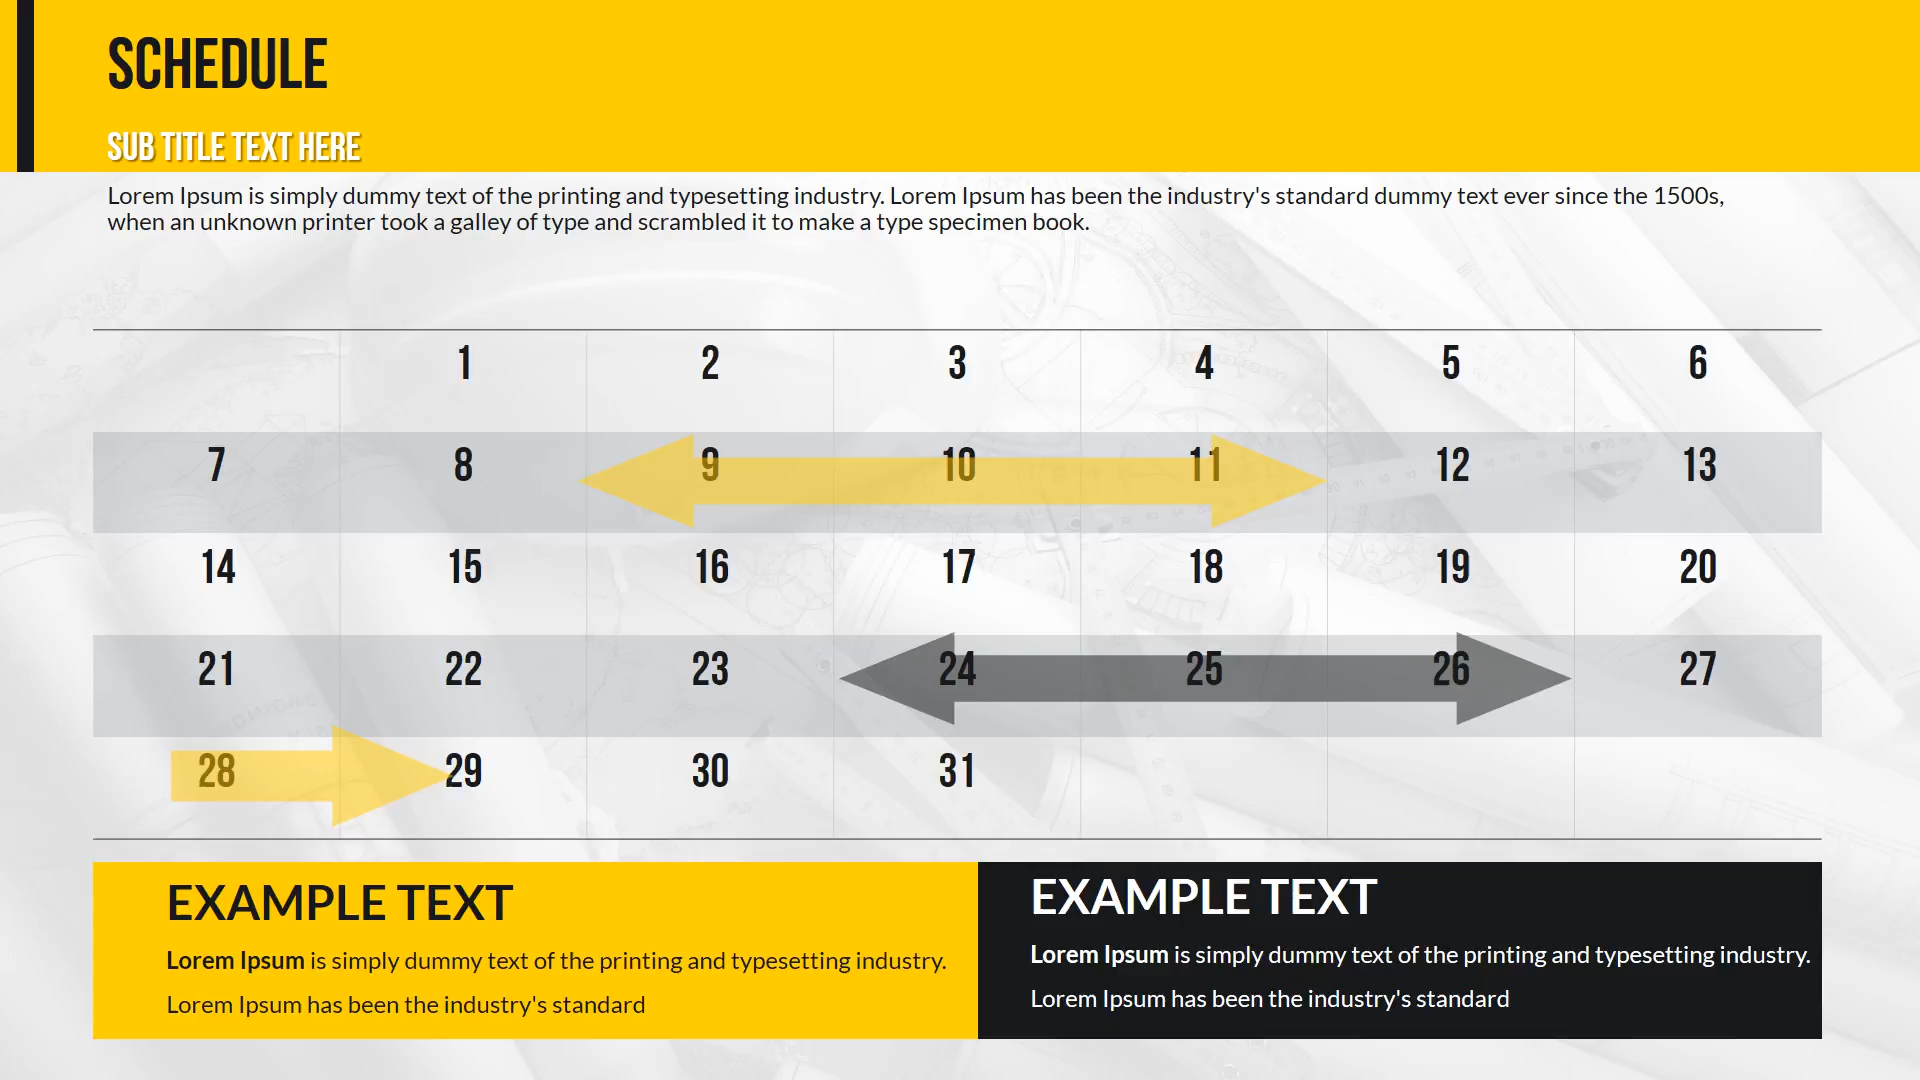 SCHEDULE
SUB TITLE TEXT HERE
Lorem Ipsum is simply dummy text of the printing and typesetting industry. Lorem Ipsum has been the industry's standard dummy text ever since the 1500s,
when an unknown printer took a galley of type and scrambled it to make a type specimen book.
1 2 3 4 5 6
7 8 9 10 11 12 13
14 15 16 17 18 19 20
21 22 23 24 25 26 27
28 29 30 31
EXAMPLE TEXT
Lorem Ipsum is simply dummy text of the printing and typesetting industry.
Lorem Ipsum has been the industry's standard
EXAMPLE TEXT
Lorem Ipsum is simply dummy text of the printing and typesetting industry.
Lorem Ipsum has been the industry's standard